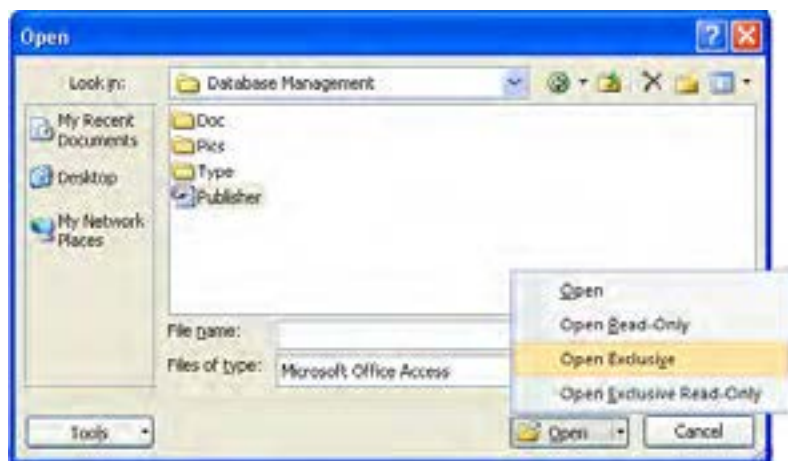 Open
Look in:
Database Management
My Recent
Documents
Desktop
My Network
Places
Doc
Pics
Type
Publisher
File name:
Files of type:
Microsoft Office Access
Open
Open Read-Only
Open Exclusive
Open Exclusive Read-Only
Tools
Open
Cancel